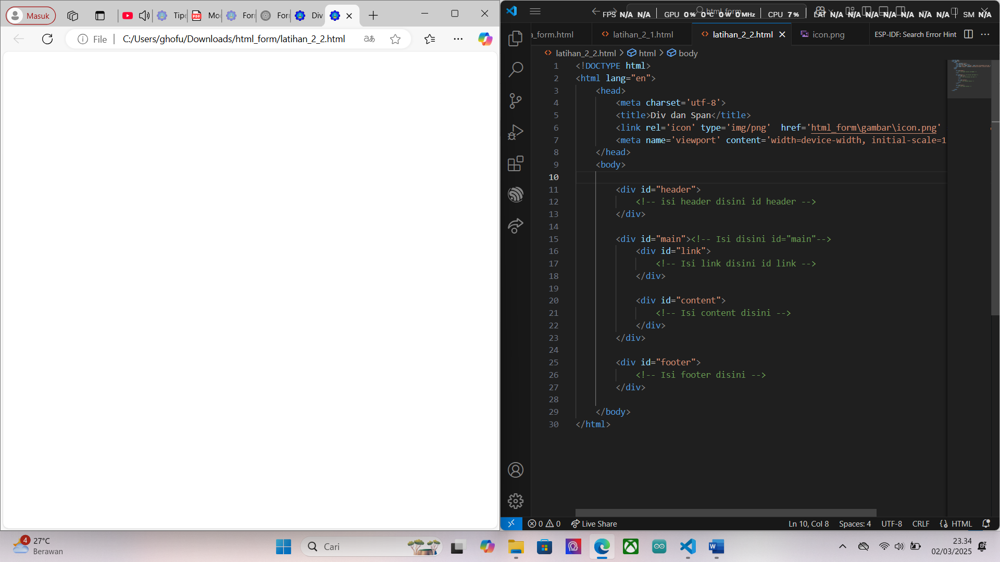 Masuk
Tipe
Mo
For
For
Div
File
C:/Users/ghofu/Downloads/html_form/latihan_2_2.html
html_form
FPS N/A N/A GPU 0% 0°C 0W 0MHz CPU 7% LAT N/A N/A N/A N/A N/A N/A N/A SM N/A
a_form.html
latihan_2_1.html
latihan_2_2.html
icon.png
ESP-IDF: Search Error Hint
latihan_2_2.html > html > body
1 <!DOCTYPE html>
2 <html lang="en">
3 <head>
4 <meta charset='utf-8'>
5 <title>Div dan Span</title>
6 <link rel='icon' type='img/png'  href='html_form\gambar\icon.png'
7 <meta name='viewport' content='width=device-width, initial-scale=1
8 </head>
9 <body>
10
11 <div id="header">
12 <!-- isi header disini id header -->
13 </div>
14
15 <div id="main"><!-- Isi disini id="main"-->
16 <div id="link">
17 <!-- Isi link disini id link -->
18 </div>
19
20 <div id="content">
21 <!-- Isi content disini -->
22 </div>
23 </div>
24
25 <div id="footer">
26 <!-- Isi footer disini -->
27 </div>
28
29 </body>
30 </html>
0 0 Live Share
Ln 10, Col 8 Spaces: 4 UTF-8 CRLF HTML
4
27°C
Berawan
Cari
23.34
02/03/2025